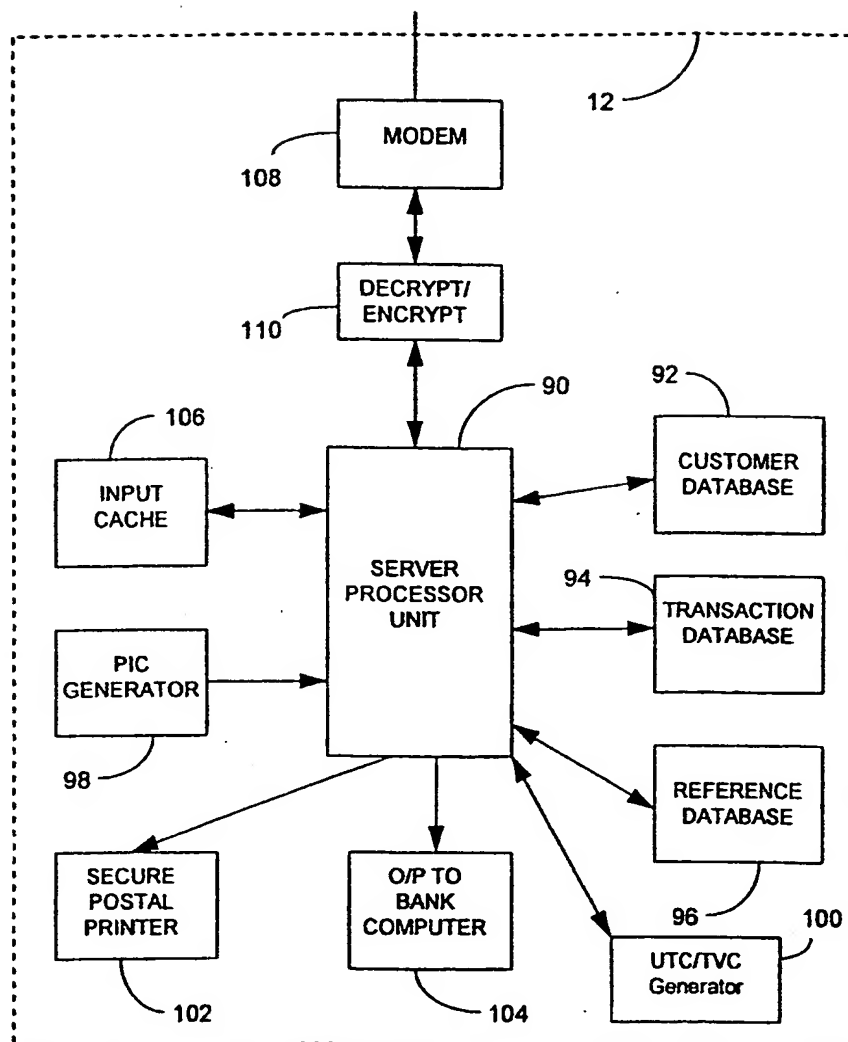 12
MODEM
108
DECRYPT/
ENCRYPT
110
90
92
106
INPUT
CACHE
CUSTOMER
DATABASE
SERVER
PROCESSOR
UNIT
94
TRANSACTION
DATABASE
PIC
GENERATOR
98
REFERENCE
DATABASE
SECURE
POSTAL
PRINTER
O/P TO
BANK
COMPUTER
96
100
UTC/TVC
Generator
102
104